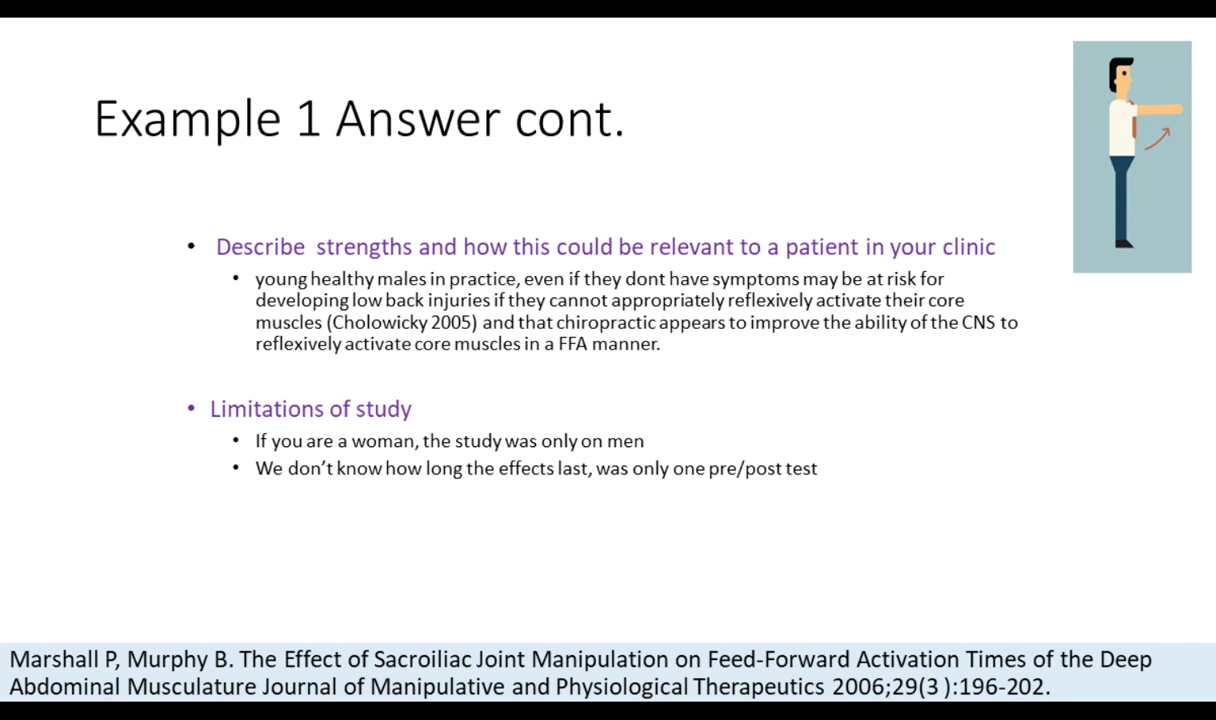 Example 1 Answer cont.
• Describe strengths and how this could be relevant to a patient in your clinic
• young healthy males in practice, even if they dont have symptoms may be at risk for
developing low back injuries if they cannot appropriately reflexively activate their core
muscles (Cholowicky 2005) and that chiropractic appears to improve the ability of the CNS to
reflexively activate core muscles in a FFA manner.
• Limitations of study
• If you are a woman, the study was only on men
• We don’t know how long the effects last, was only one pre/post test
Marshall P, Murphy B. The Effect of Sacroiliac Joint Manipulation on Feed-Forward Activation Times of the Deep
Abdominal Musculature Journal of Manipulative and Physiological Therapeutics 2006;29(3 ):196-202.